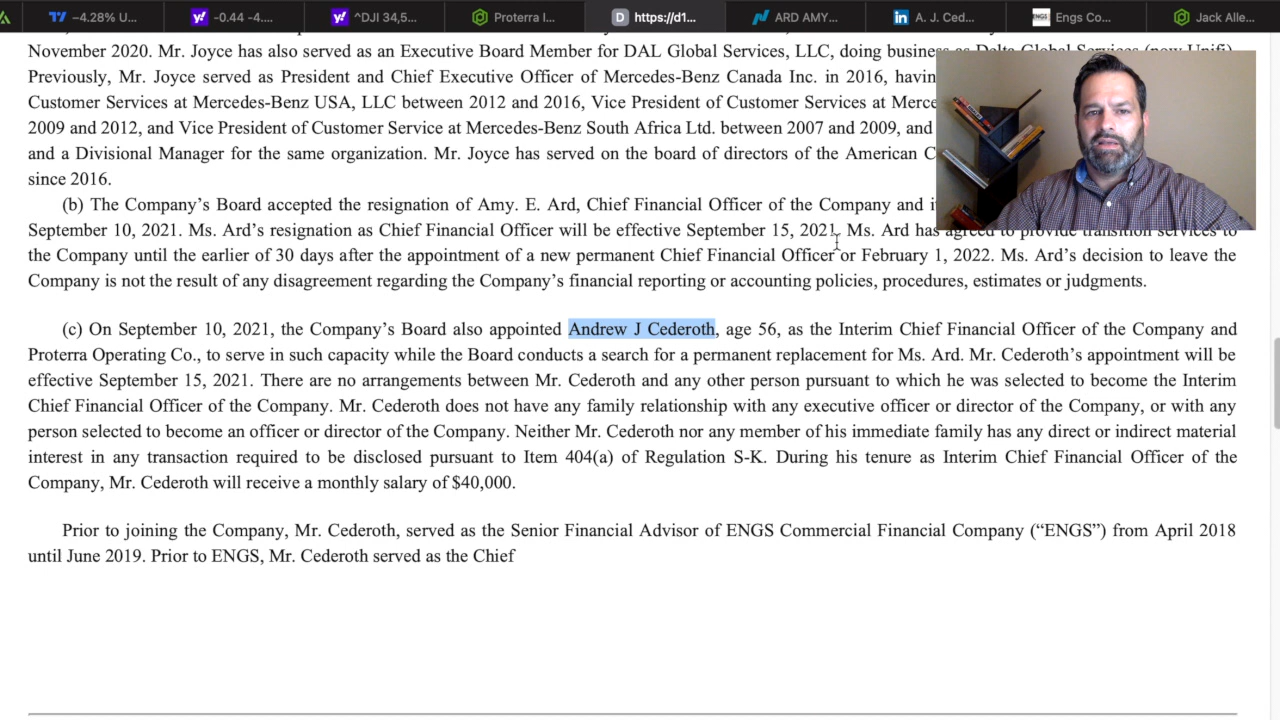 -4.28% U...
-0.44 -4....
^DJI 34,5...
Proterra I...
D https://d1...
ARD AMY...
in A. J. Ced...
ENGS Engs Co...
Jack Alle...
November 2020. Mr. Joyce has also served as an Executive Board Member for DAL Global Services, LLC, doing business as Delta Global Services (now Unifi).
Previously, Mr. Joyce served as President and Chief Executive Officer of Mercedes-Benz Canada Inc. in 2016,
Customer Services at Mercedes-Benz USA, LLC between 2012 and 2016, Vice President of Customer Services at
2009 and 2012, and Vice President of Customer Service at Mercedes-Benz South Africa Ltd. between 2007 and 2009, and
and a Divisional Manager for the same organization. Mr. Joyce has served on the board of directors of the American
since 2016.
(b) The Company’s Board accepted the resignation of Amy. E. Ard, Chief Financial Officer of the Company and
September 10, 2021. Ms. Ard’s resignation as Chief Financial Officer will be effective September 15, 2021. Ms. Ard has agreed to provide transition services to
the Company until the earlier of 30 days after the appointment of a new permanent Chief Financial Officer or February 1, 2022. Ms. Ard’s decision to leave the
Company is not the result of any disagreement regarding the Company’s financial reporting or accounting policies, procedures, estimates or judgments.
(c) On September 10, 2021, the Company’s Board also appointed Andrew J Cederoth, age 56, as the Interim Chief Financial Officer of the Company and
Proterra Operating Co., to serve in such capacity while the Board conducts a search for a permanent replacement for Ms. Ard. Mr. Cederoth’s appointment will be
effective September 15, 2021. There are no arrangements between Mr. Cederoth and any other person pursuant to which he was selected to become the Interim
Chief Financial Officer of the Company. Mr. Cederoth does not have any family relationship with any executive officer or director of the Company, or with any
person selected to become an officer or director of the Company. Neither Mr. Cederoth nor any member of his immediate family has any direct or indirect material
interest in any transaction required to be disclosed pursuant to Item 404(a) of Regulation S-K. During his tenure as Interim Chief Financial Officer of the
Company, Mr. Cederoth will receive a monthly salary of $40,000.
Prior to joining the Company, Mr. Cederoth, served as the Senior Financial Advisor of ENGS Commercial Financial Company (“ENGS”) from April 2018
until June 2019. Prior to ENGS, Mr. Cederoth served as the Chief